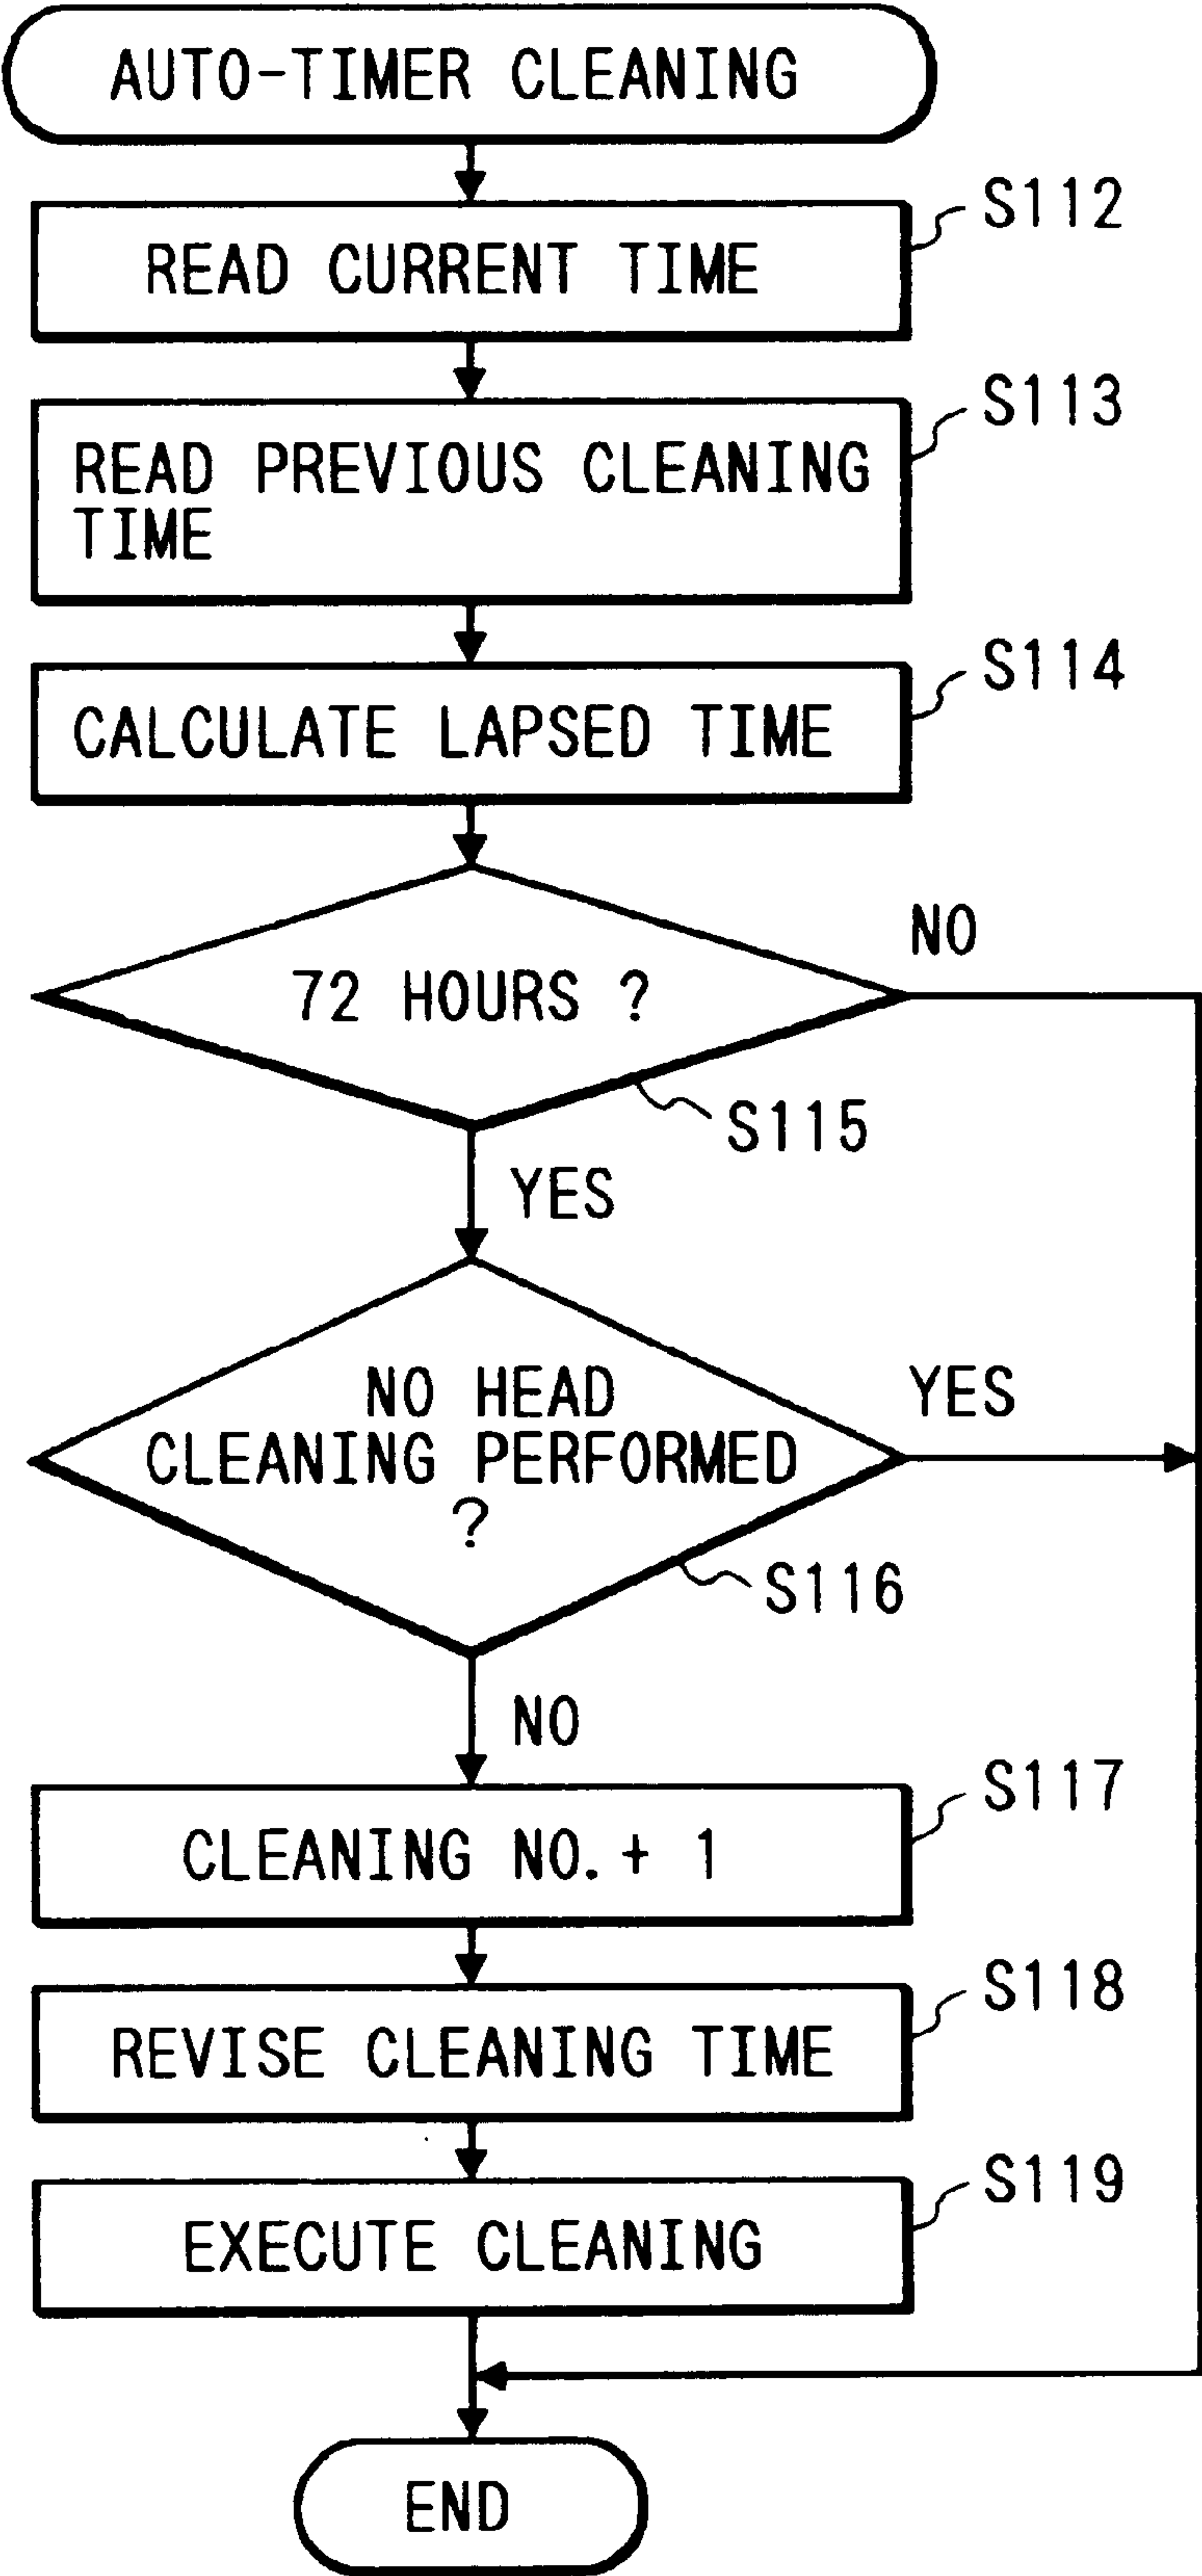 AUTO-TIMER CLEANING
S112
READ CURRENT TIME
S113
READ PREVIOUS CLEANING
TIME
S114
CALCULATE LAPSED TIME
NO
72 HOURS ?
S115
YES
NO HEAD
CLEANING PERFORMED
?
YES
S116
NO
S117
CLEANING NO. + 1
S118
REVISE CLEANING TIME
S119
EXECUTE CLEANING
END